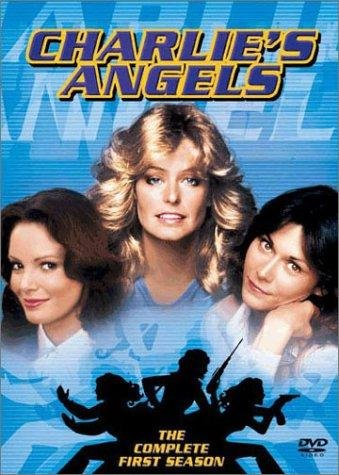 CHARLIE'S
ANGELS
THE
COMPLETE
FIRST SEASON
DVD
VIDEO